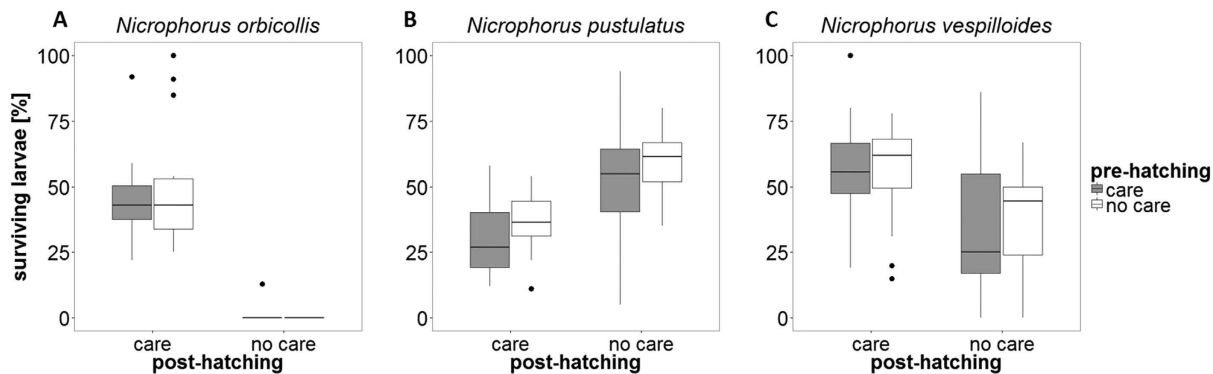 A
Nicrophorus orbicollis
B
Nicrophorus pustulatus
C
Nicrophorus vespilloides
surviving larvae [%]
100
75
50
25
0
care
no care
post-hatching
100
75
50
25
0
care
no care
post-hatching
100
75
50
25
0
care
no care
post-hatching
pre-hatching
care
no care